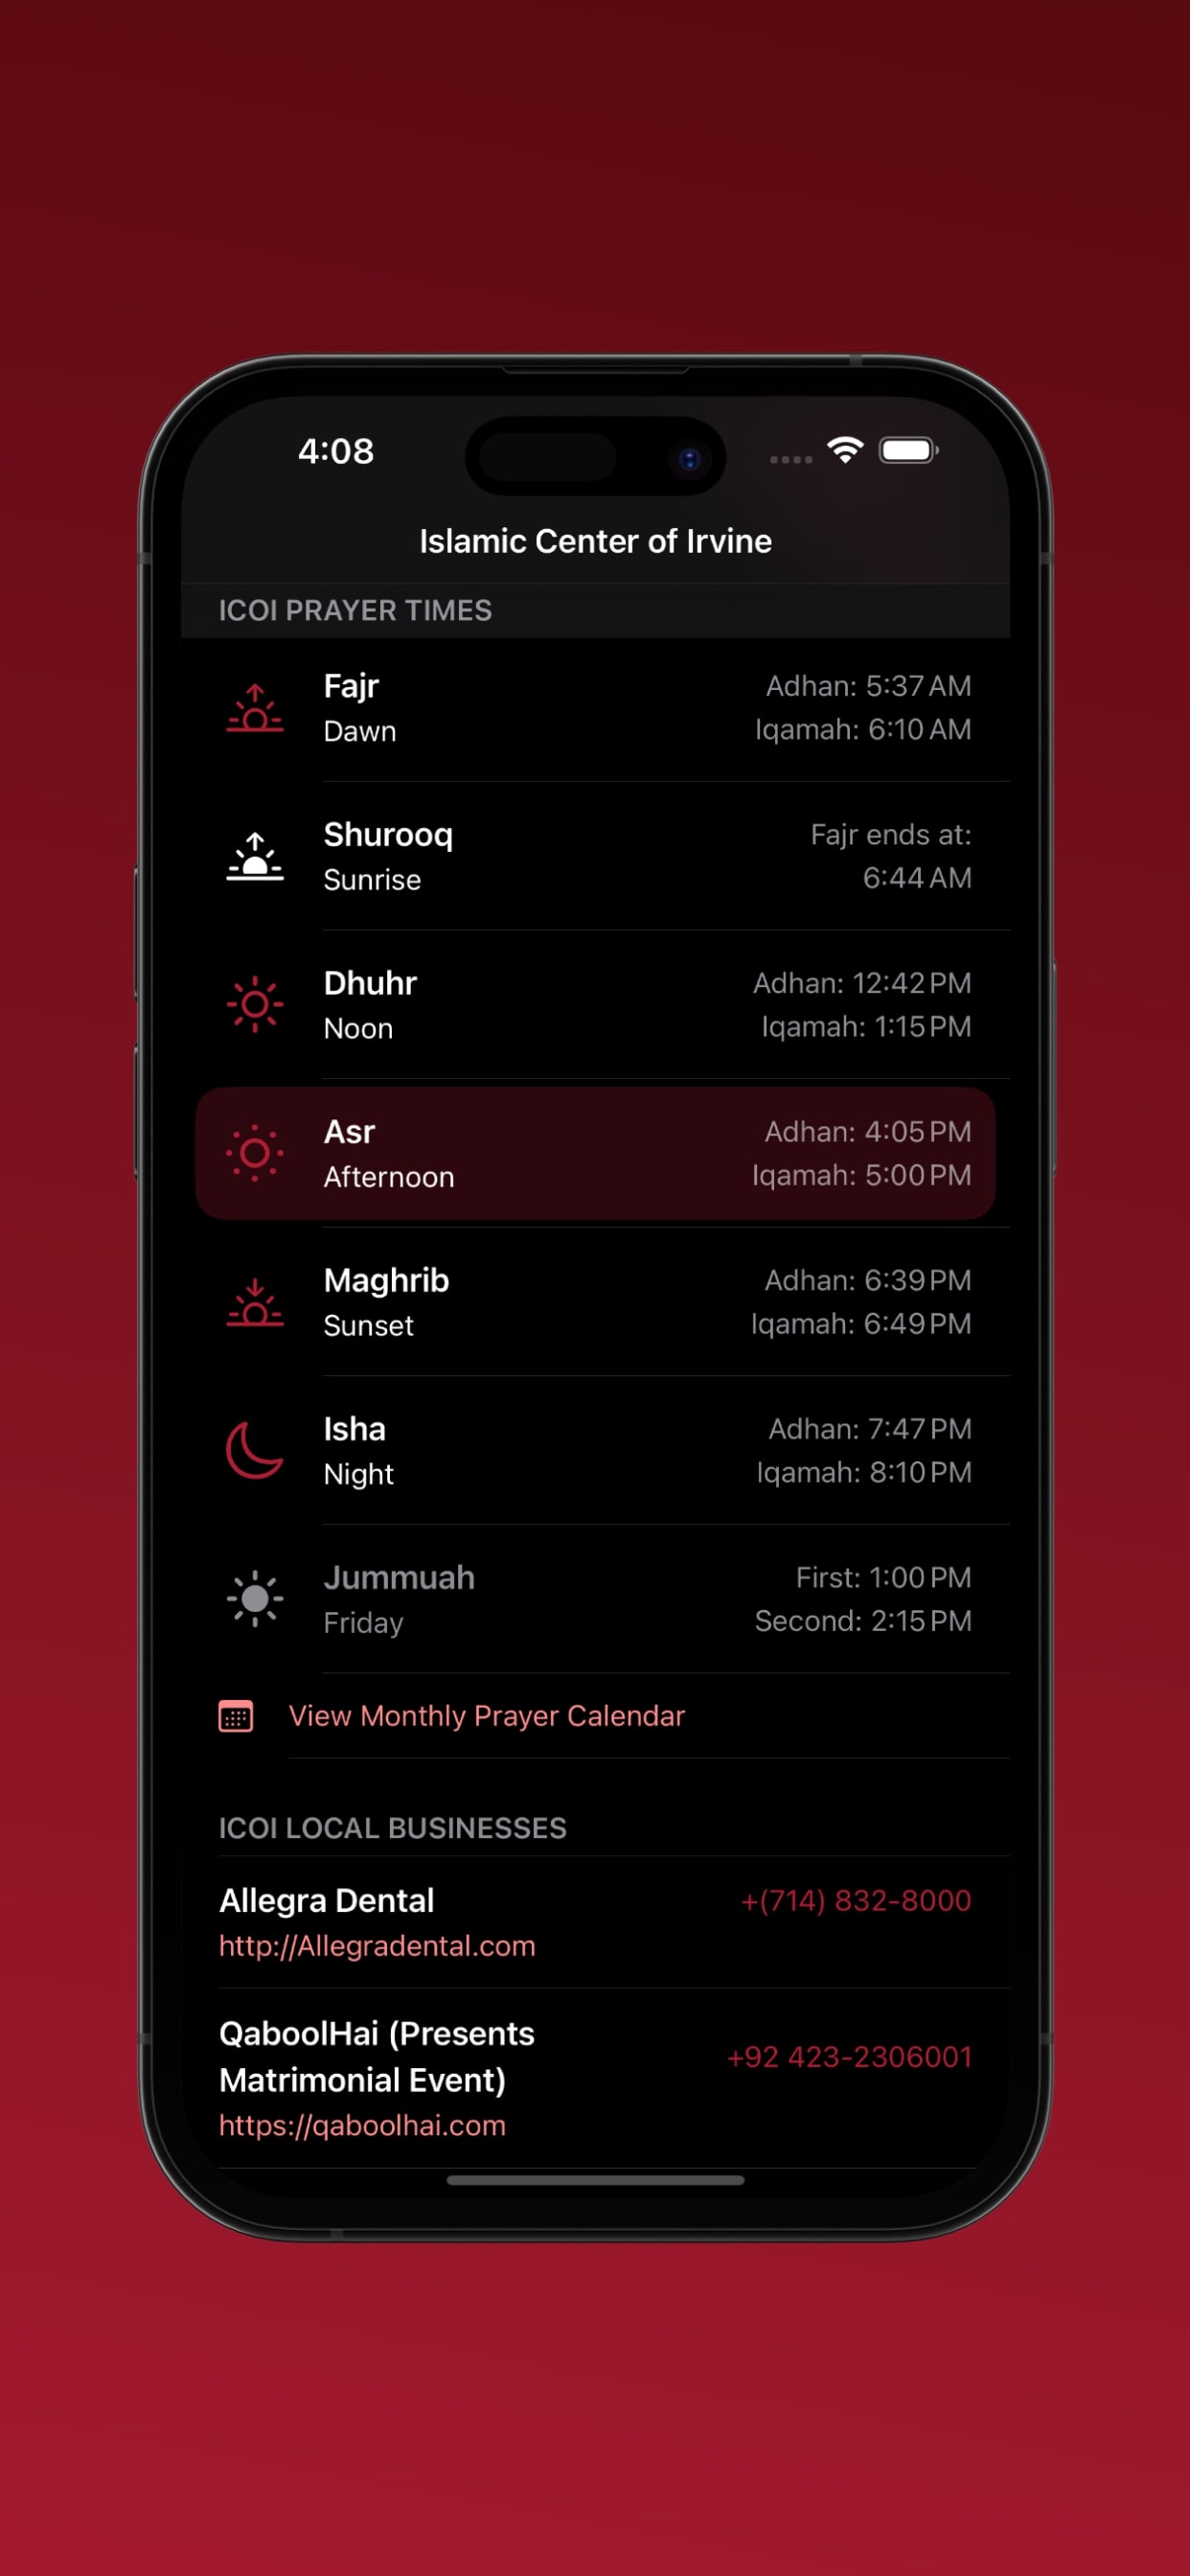 4:08
Islamic Center of Irvine
ICOI PRAYER TIMES
Fajr
Adhan: 5:37 AM
Dawn
Iqamah: 6:10 AM
Shurooq
Fajr ends at:
Sunrise
6:44 AM
Dhuhr
Adhan: 12:42 PM
Noon
Iqamah: 1:15 PM
Asr
Adhan: 4:05 PM
Afternoon
Iqamah: 5:00 PM
Maghrib
Adhan: 6:39 PM
Sunset
Iqamah: 6:49 PM
Isha
Adhan: 7:47 PM
Night
Iqamah: 8:10 PM
Jummuah
First: 1:00 PM
Friday
Second: 2:15 PM
View Monthly Prayer Calendar
ICOI LOCAL BUSINESSES
Allegra Dental
+(714) 832-8000
http://Allegradental.com
QaboolHai (Presents
Matrimonial Event)
+92 423-2306001
https://qaboolhai.com